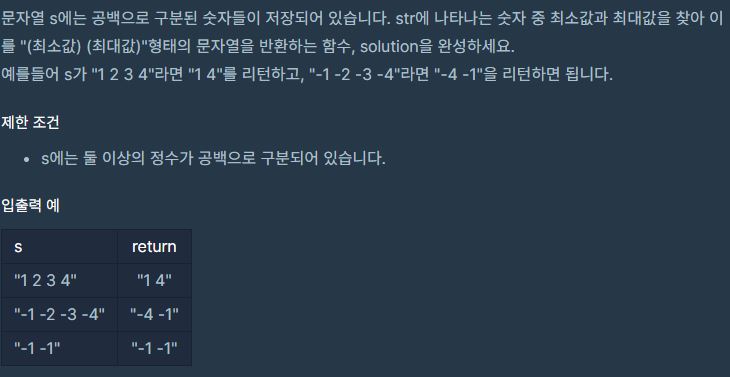 문자열 s에는 공백으로 구분된 숫자들이 저장되어 있습니다. str에 나타나는 숫자 중 최소값과 최대값을 찾아 이
를 "(최소값) (최대값)"형태의 문자열을 반환하는 함수, solution을 완성하세요.
예를들어 s가 "1 2 3 4"라면 "1 4"를 리턴하고, "-1 -2 -3 -4"라면 "-4 -1"을 리턴하면 됩니다.
제한 조건
• s에는 둘 이상의 정수가 공백으로 구분되어 있습니다.
입출력 예
s return
"1 2 3 4" "1 4"
"-1 -2 -3 -4" "-4 -1"
"-1 -1" "-1 -1"